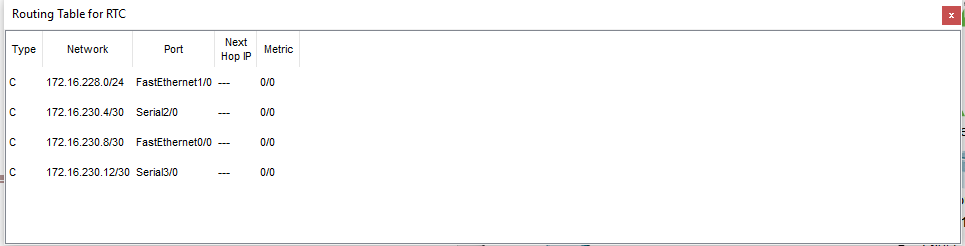 Routing Table for RTC
x
Type Network Port Next Hop IP Metric
C 172.16.228.0/24 FastEthernet1/0 --- 0/0
C 172.16.230.4/30 Serial2/0 --- 0/0
C 172.16.230.8/30 FastEthernet0/0 --- 0/0
C 172.16.230.12/30 Serial3/0 --- 0/0